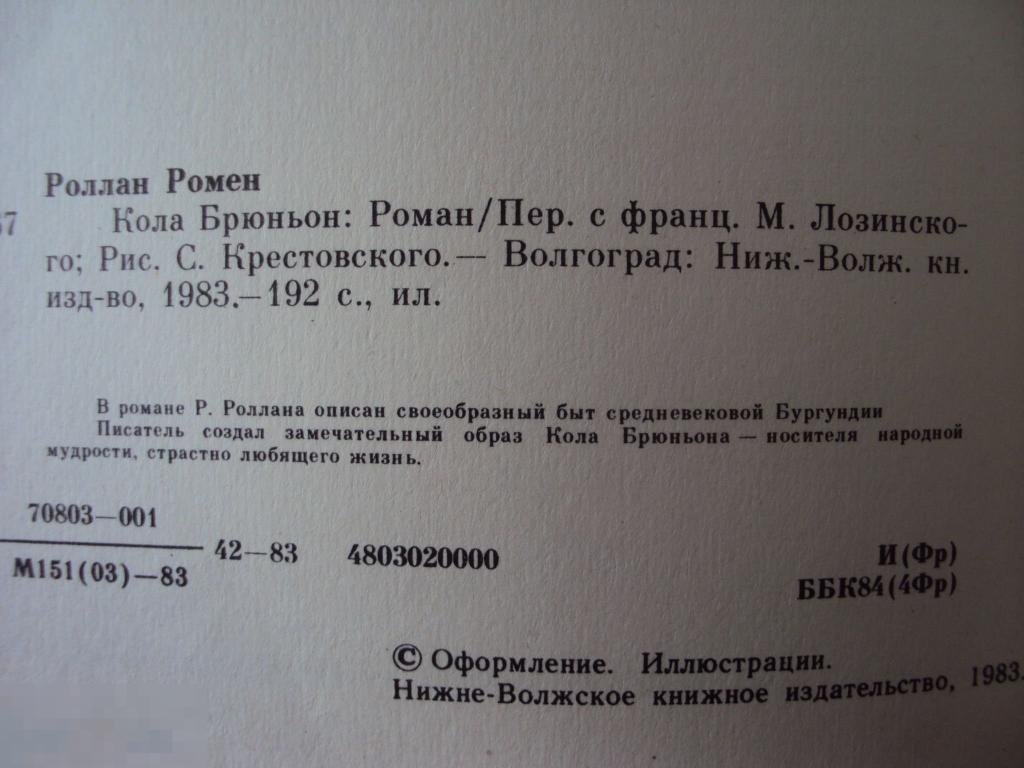 Роллан Ромен
67 Кола Брюньон: Роман/Пер. с франц. М. Лозинско-
го; Рис. С. Крестовского.— Волгоград: Ниж.-Волж. кн.
изд-во, 1983.—192 с., ил.
В романе Р. Роллана описан своеобразный быт средневековой Бургундии
Писатель создал замечательный образ Кола Брюньона — носителя народной
мудрости, страстно любящего жизнь.
70803—001
М151(03)—83
42—83 4803020000 И(Фр)
ББК84(4Фр)
© Оформление. Иллюстрации.
Нижне-Волжское книжное издательство, 1983.